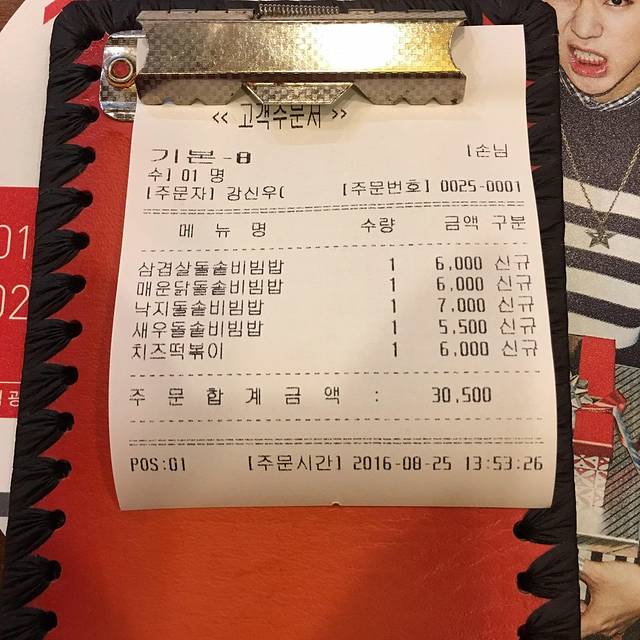 << 고객주문서 >>
기본-8
[손님
수] 01 명
[주문자] 강신우(
[주문번호] 0025-0001
메 뉴 명 수량 금액 구분
삼겹살돌솥비빔밥 1 6,000 신규
매운닭돌솥비빔밥 1 6,000 신규
낙지돌솥비빔밥 1 7,000 신규
새우돌솥비빔밥 1 5,500 신규
치즈떡볶이 1 6,000 신규
주 문 합 계 금 액 : 30,500
POS:01 [주문시간] 2016-08-25 13:53:26
01
02